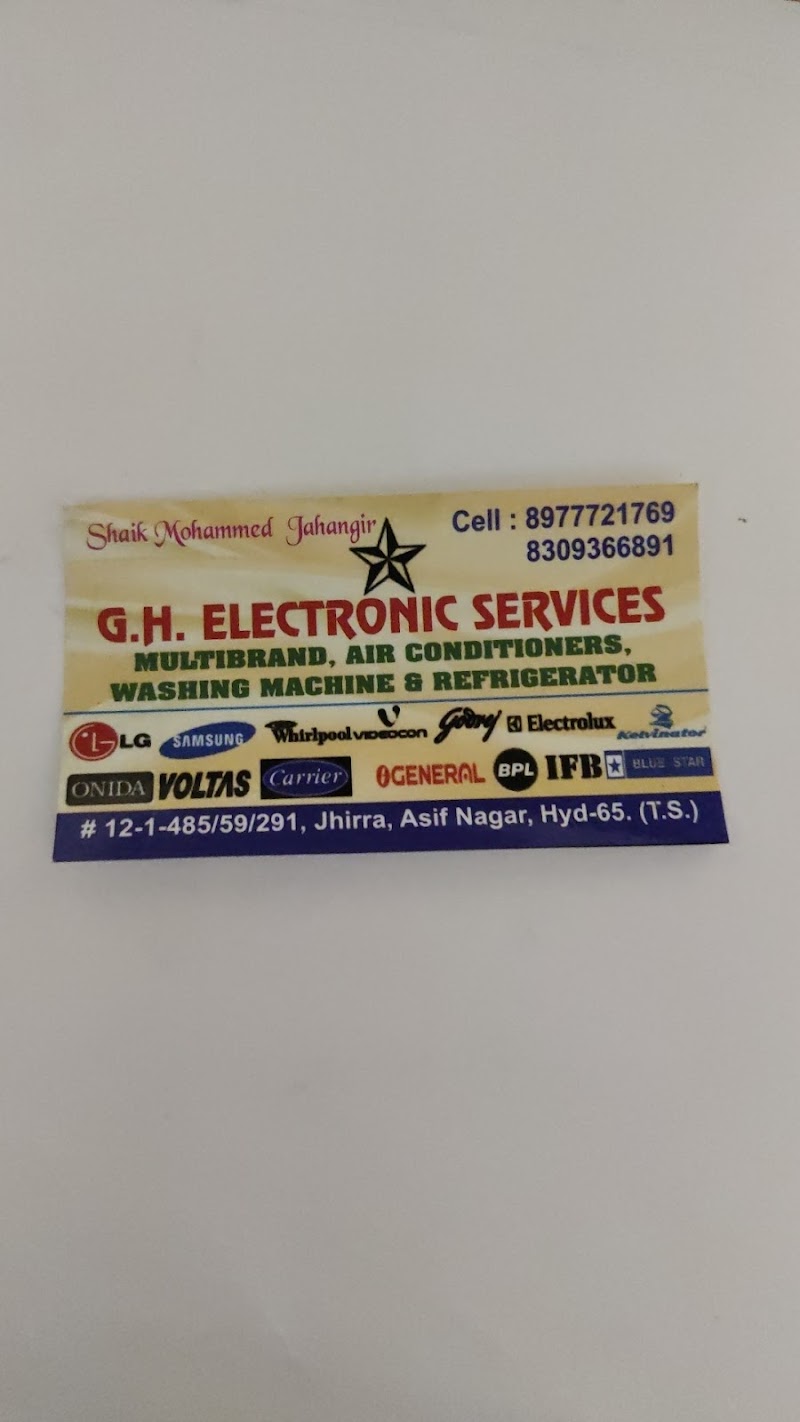 Shaik Mohammed Jahangir
Cell : 8977721769
8309366891
G.H. ELECTRONIC SERVICES
MULTIBRAND, AIR CONDITIONERS,
WASHING MACHINE & REFRIGERATOR
LG SAMSUNG Whirlpool VIDEOCON Godrej Electrolux Kelvinator
ONIDA VOLTAS Carrier OGENERAL BPL IFB BLUE STAR
# 12-1-485/59/291, Jhirra, Asif Nagar, Hyd-65. (T.S.)